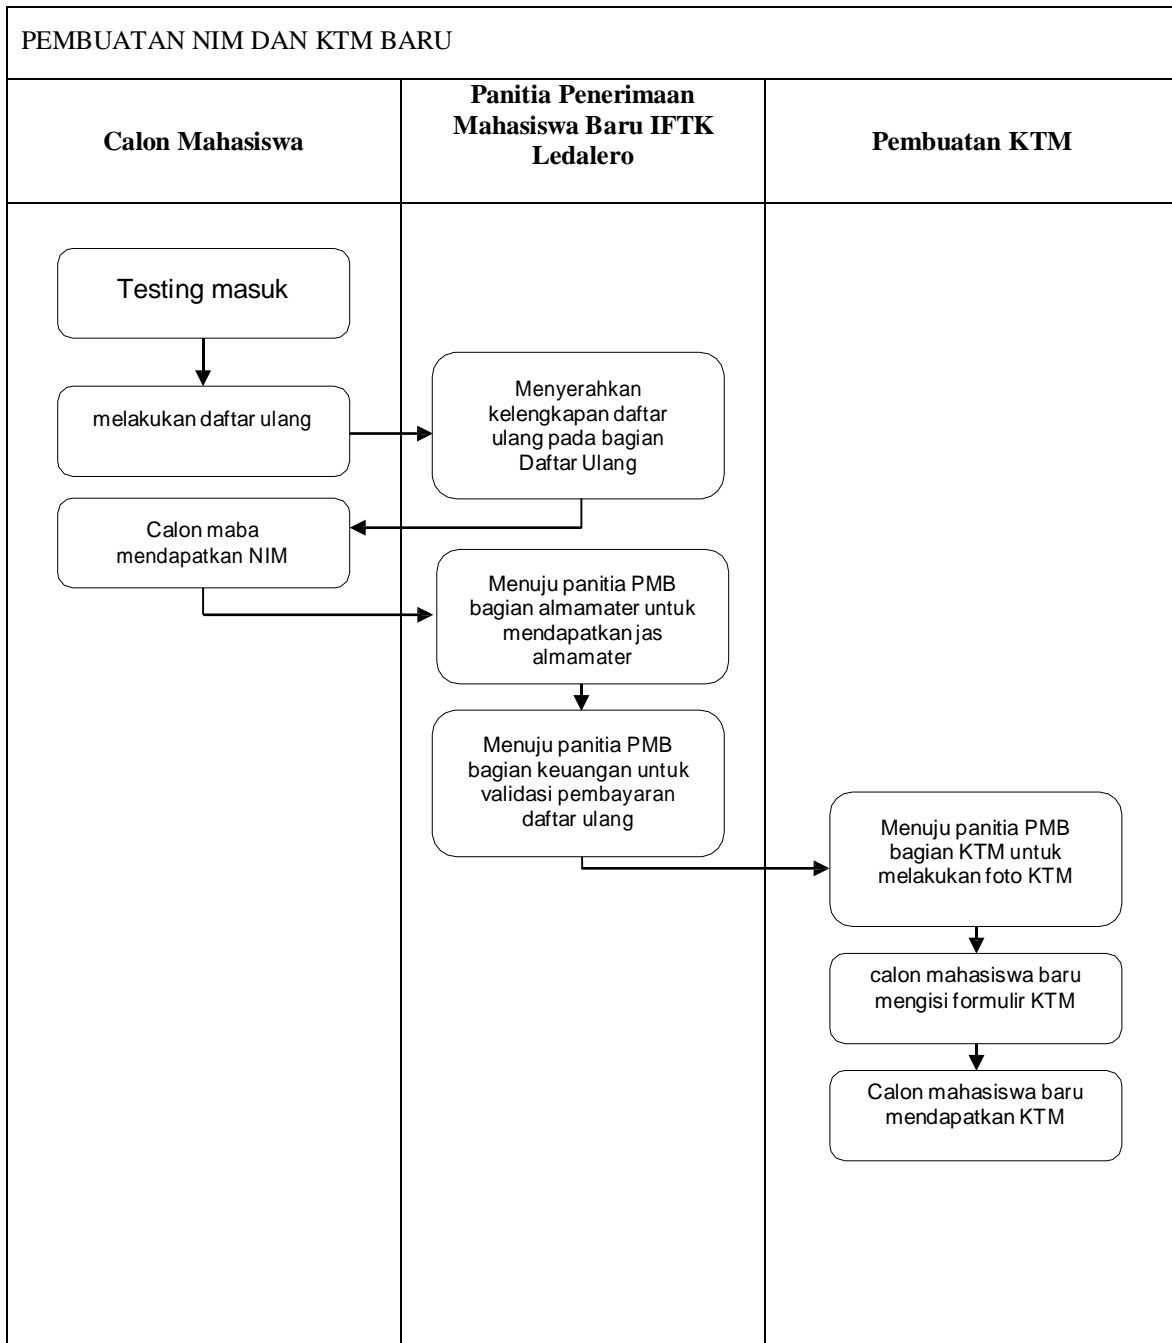 PEMBUATAN NIM DAN KTM BARU
Calon Mahasiswa
Panitia Penerimaan
Mahasiswa Baru IFTK
Ledalero
Pembuatan KTM
Testing masuk
melakukan daftar ulang
Menyerahkan
kelengkapan daftar
ulang pada bagian
Daftar Ulang
Calon maba
mendapatkan NIM
Menuju panitia PMB
bagian almamater untuk
mendapatkan jas
almamater
Menuju panitia PMB
bagian keuangan untuk
validasi pembayaran
daftar ulang
Menuju panitia PMB
bagian KTM untuk
melakukan foto KTM
calon mahasiswa baru
mengisi formulir KTM
Calon mahasiswa baru
mendapatkan KTM